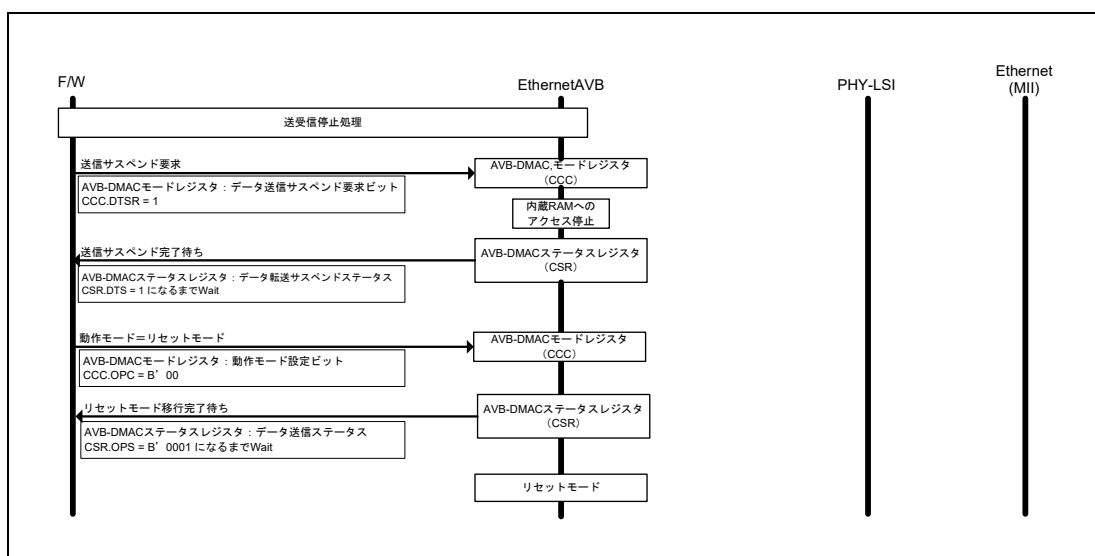 F/W
EthernetAVB
PHY-LSI
Ethernet
(MII)
送受信停止処理
送信サスペンド要求
AVB-DMAC,モードレジスタ
(CCC)
AVB-DMACモードレジスタ：データ送信サスペンド要求ビット
CCC.DTSR = 1
内蔵RAMへの
アクセス停止
送信サスペンド完了待ち
AVB-DMACステータスレジスタ
(CSR)
AVB-DMACステータスレジスタ：データ転送サスペンドステータス
CSR.DTS = 1 になるまでWait
動作モード＝リセットモード
AVB-DMACモードレジスタ
(CCC)
AVB-DMACモードレジスタ：動作モード設定ビット
CCC.OPC = B’00
リセットモード移行完了待ち
AVB-DMACステータスレジスタ
(CSR)
AVB-DMACステータスレジスタ：データ送信ステータス
CSR.OPS = B’0001 になるまでWait
リセットモード